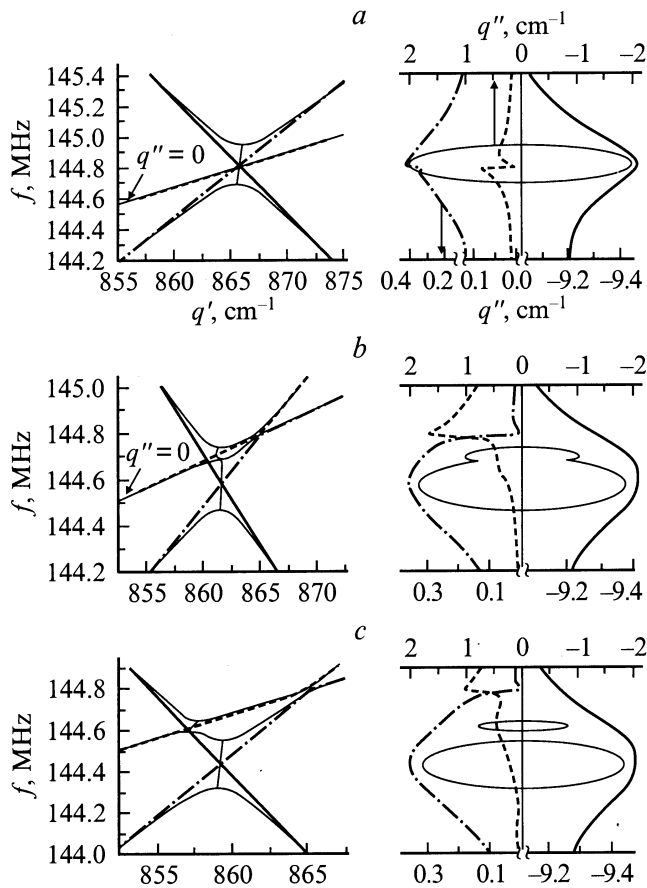 a
q″, cm⁻¹
2 1 0 −1 −2
145.4
145.2
145.0
144.8
144.6
144.4
144.2
f, MHz
q″ = 0
855 860 865 870 875
q′, cm⁻¹
0.4 0.2 0.1 0.0 −9.2 −9.4
q″, cm⁻¹
b
2 1 0 −1 −2
145.0
144.8
144.6
144.4
144.2
f, MHz
q″ = 0
855 860 865 870
0.3 0.1 −9.2 −9.4
c
2 1 0 −1 −2
144.8
144.6
144.4
144.2
144.0
f, MHz
855 860 865
0.3 0.1 −9.2 −9.4